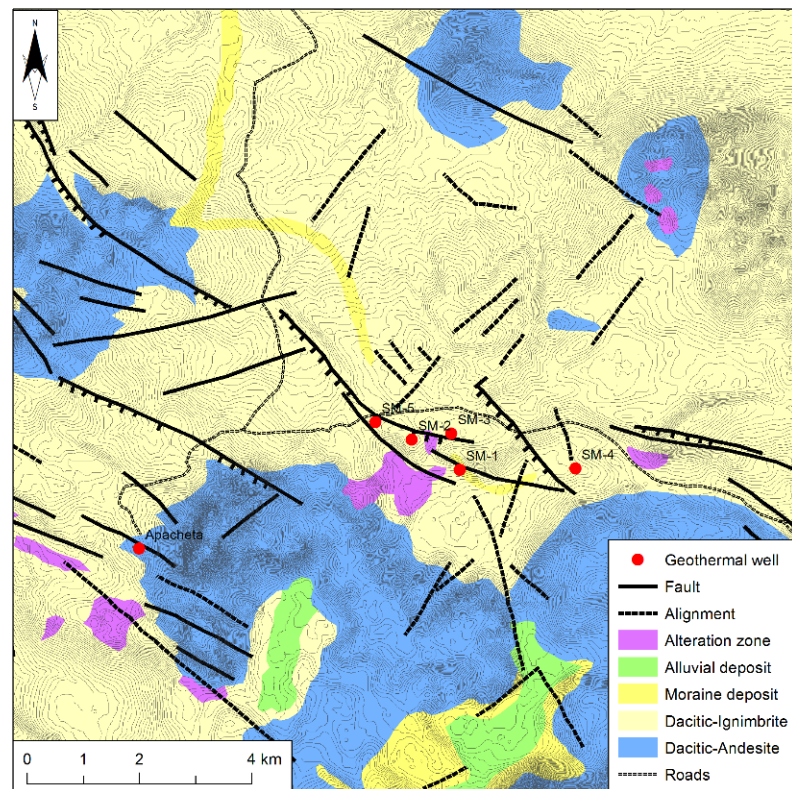 N
S
SM-5
SM-3
SM-2
SM-1
SM-4
Apacheta
Geothermal well
Fault
Alignment
Alteration zone
Alluvial deposit
Moraine deposit
Dacitic-Ignimbrite
Dacitic-Andesite
Roads
0 1 2 4 km